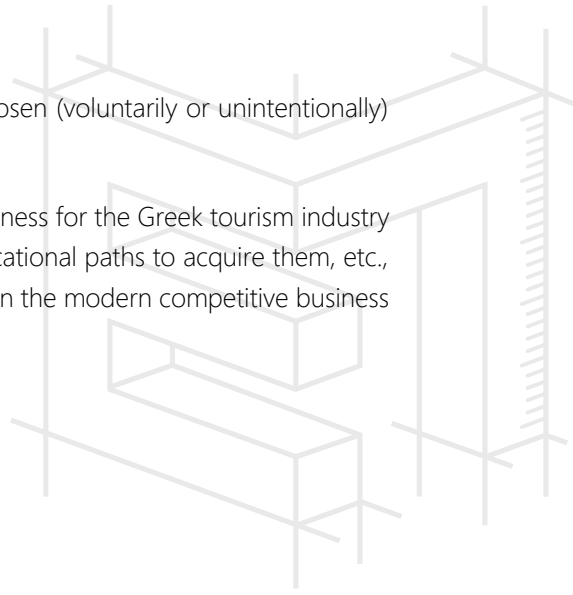 osen (voluntarily or unintentionally)
ness for the Greek tourism industry
cational paths to acquire them, etc.,
n the modern competitive business